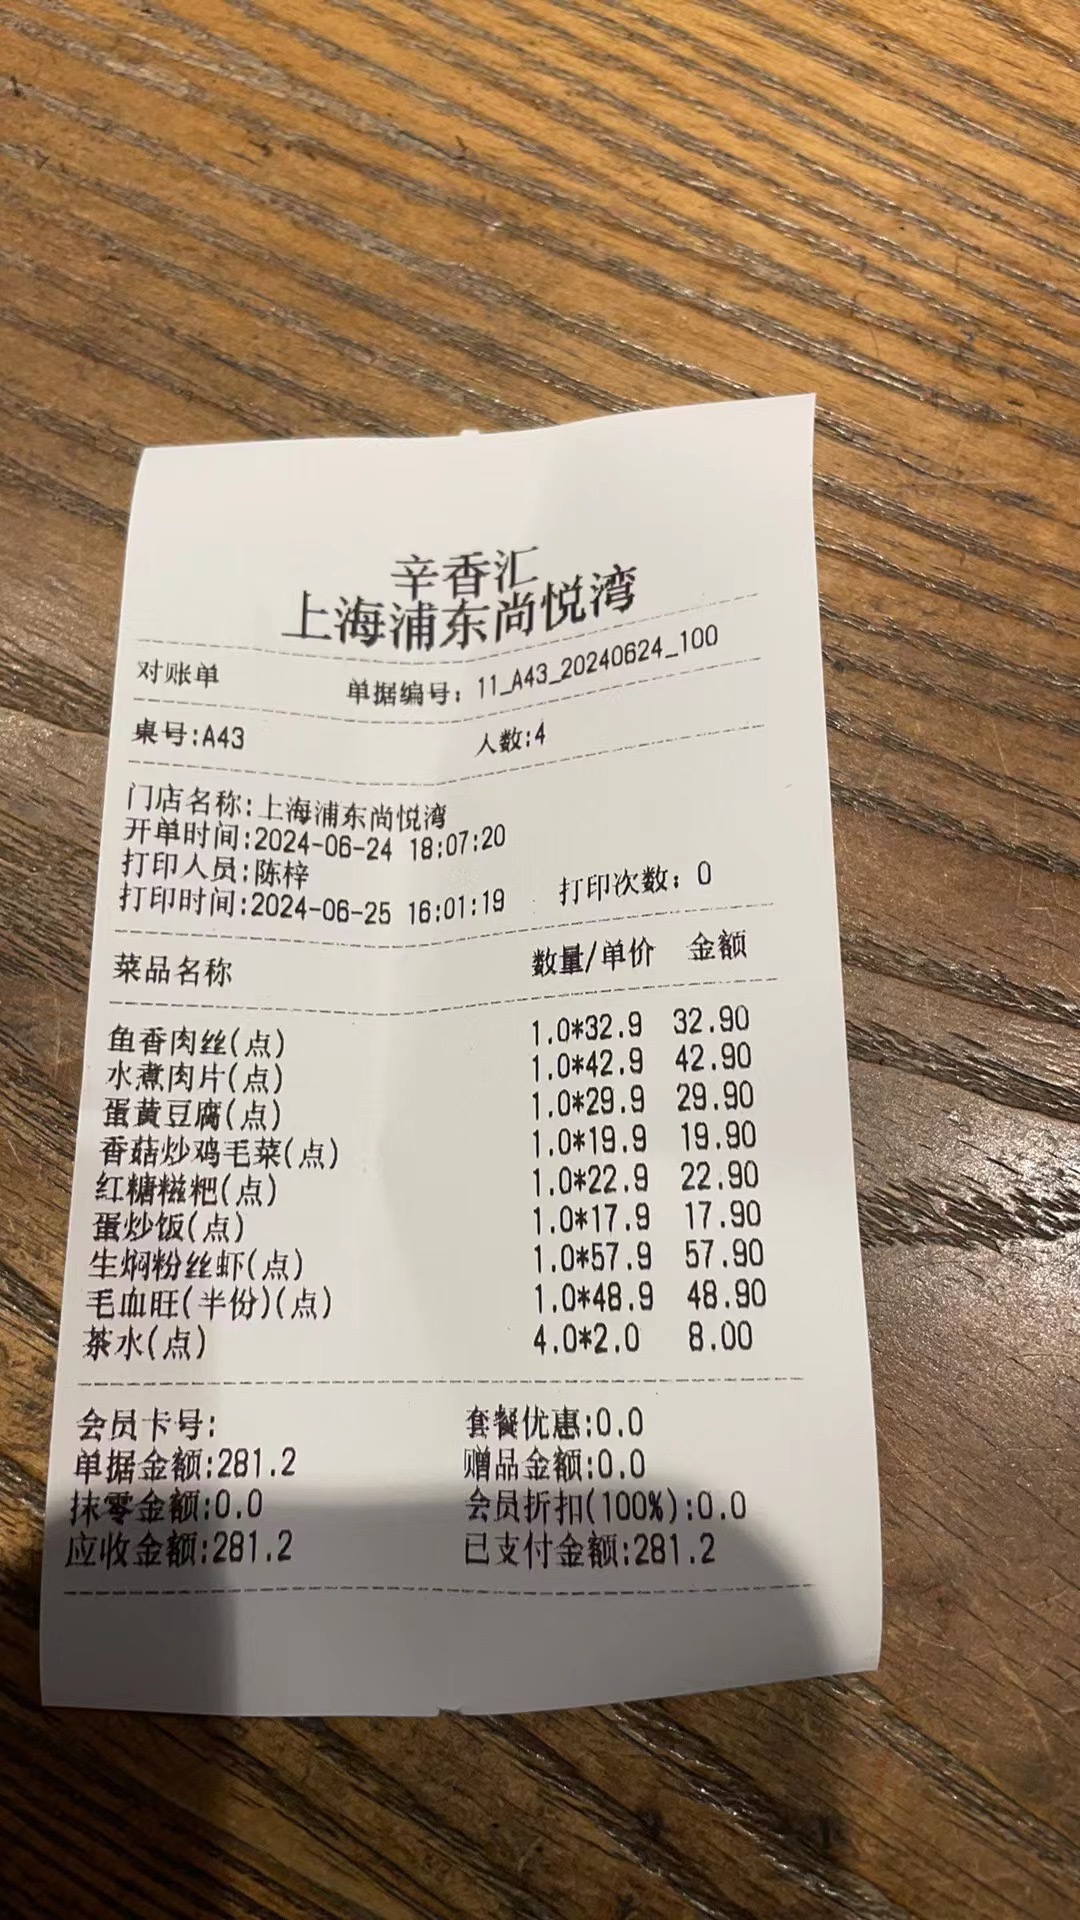 辛香汇
上海浦东尚悦湾
对账单 单据编号：11_A43_20240624_100
桌号:A43 人数:4
门店名称:上海浦东尚悦湾
开单时间:2024-06-24 18:07:20
打印人员:陈梓
打印时间:2024-06-25 16:01:19 打印次数：0
菜品名称 数量/单价 金额
鱼香肉丝(点) 1.0*32.9 32.90
水煮肉片(点) 1.0*42.9 42.90
蛋黄豆腐(点) 1.0*29.9 29.90
香菇炒鸡毛菜(点) 1.0*19.9 19.90
红糖糍粑(点) 1.0*22.9 22.90
蛋炒饭(点) 1.0*17.9 17.90
生焖粉丝虾(点) 1.0*57.9 57.90
毛血旺(半份)(点) 1.0*48.9 48.90
茶水(点) 4.0*2.0 8.00
会员卡号: 套餐优惠:0.0
单据金额:281.2 赠品金额:0.0
抹零金额:0.0 会员折扣(100%):0.0
应收金额:281.2 已支付金额:281.2